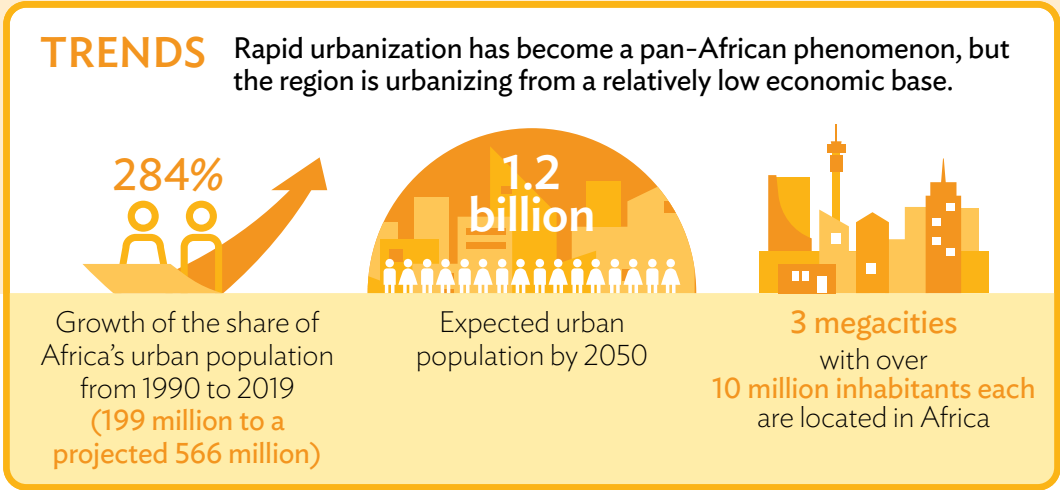 TRENDS
Rapid urbanization has become a pan-African phenomenon, but
the region is urbanizing from a relatively low economic base.
284%
Growth of the share of
Africa's urban population
from 1990 to 2019
(199 million to a
projected 566 million)
1.2
billion
Expected urban
population by 2050
3 megacities
with over
10 million inhabitants each
are located in Africa